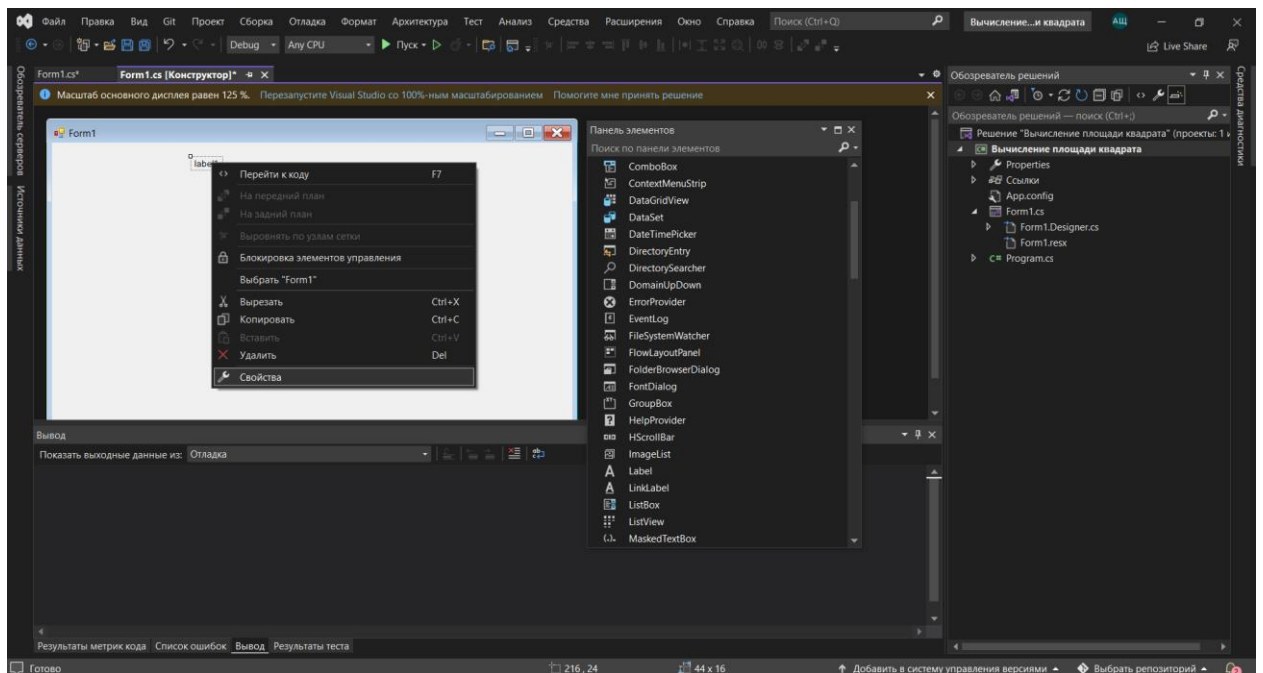 Файл Правка Вид Git Проект Сборка Отладка Формат Архитектура Тест Анализ Средства Расширения Окно Справка Поиск (Ctrl+Q) Вычисление...и квадрата АЩ
Debug Any CPU Пуск Live Share
Form1.cs* Form1.cs [Конструктор]*
Масштаб основного дисплея равен 125 %. Перезапустите Visual Studio со 100%-ным масштабированием Помогите мне принять решение
Обозреватель серверов
Источники данных
Form1
Перейти к коду F7
На передний план
На задний план
Выровнять по узлам сетки
Блокировка элементов управления
Выбрать "Form1"
Вырезать Ctrl+X
Копировать Ctrl+C
Вставить Ctrl+V
Удалить Del
Свойства
Панель элементов
Поиск по панели элементов
ComboBox
ContextMenuStrip
DataGridView
DataSet
DateTimePicker
DirectoryEntry
DirectorySearcher
DomainUpDown
ErrorProvider
EventLog
FileSystemWatcher
FlowLayoutPanel
FolderBrowserDialog
FontDialog
GroupBox
HelpProvider
HScrollBar
ImageList
Label
LinkLabel
ListBox
ListView
MaskedTextBox
Обозреватель решений
Обозреватель решений — поиск (Ctrl+;)
Решение "Вычисление площади квадрата" (проекты: 1
Вычисление площади квадрата
Properties
Ссылки
App.config
Form1.cs
Form1.Designer.cs
Form1.resx
C# Program.cs
Средства диагностики
Вывод
Показать выходные данные из: Отладка
Результаты метрик кода Список ошибок Вывод Результаты теста
Готово 216 , 24 44 x 16 Добавить в систему управления версиями Выбрать репозиторий